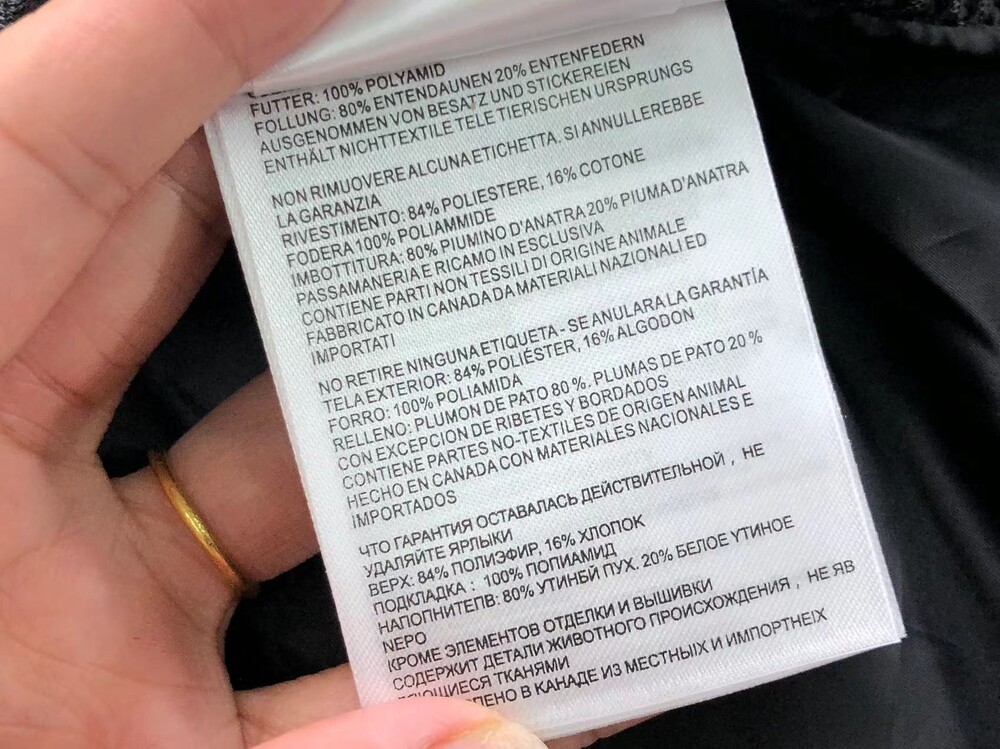 FUTTER: 100% POLYAMID
FOLLUNG: 80% ENTENDAUNEN 20% ENTENFEDERN
AUSGENOMMEN VON BESATZ UND STICKEREIEN
ENTHÄLT NICHTTEXTILE TELE TIERISCHEN URSPRUNGS
NON RIMUOVERE ALCUNA ETICHETTA. SI ANNULLEREBBE
LA GARANZIA
RIVESTIMENTO: 84% POLIESTERE, 16% COTONE
FODERA 100% POLIAMMIDE
IMBOTTITURA: 80% PIUMINO D'ANATRA 20% PIUMA D'ANATRA
PASSAMANERIA E RICAMO IN ESCLUSIVA
CONTIENE PARTI NON TESSILI DI ORIGINE ANIMALE
FABBRICATO IN CANADA DA MATERIALI NAZIONALI ED
IMPORTATI
NO RETIRE NINGUNA ETIQUETA - SE ANULARA LA GARANTÍA
TELA EXTERIOR: 84% POLIÉSTER, 16% ALGODON
FORRO: 100% POLIAMIDA
RELLENO: PLUMON DE PATO 80 %. PLUMAS DE PATO 20 %
CON EXCEPCION DE RIBETES Y BORDADOS
CONTIENE PARTES NO-TEXTILES DE ORIGEN ANIMAL
HECHO EN CANADA CON MATERIALES NACIONALES E
IMPORTADOS
ЧТО ГАРАНТИЯ ОСТАВАЛАСЬ ДЕЙСТВИТЕЛЬНОЙ , НЕ
УДАЛЯЙТЕ ЯРЛЫКИ
ВЕРХ: 84% ПОЛИЭФИР, 16% ХЛОПОК
ПОДКЛАДКА : 100% ПОПИАМИД
НАПОПНИТЕПВ: 80% УТИНБЙ ПУХ. 20% БЕЛОЕ УТИНОЕ
NEPO
КРОМЕ ЭЛЕМЕНТОВ ОТДЕЛКИ И ВЫШИВКИ
СОДЕРЖИТ ДЕТАЛИ ЖИВОТНОГО ПРОИСХОЖДЕНИЯ , НЕ ЯВ
ТКАНЯМИ
В КАНАДЕ ИЗ МЕСТНЫІХ И ИМПОРТНЕІХ